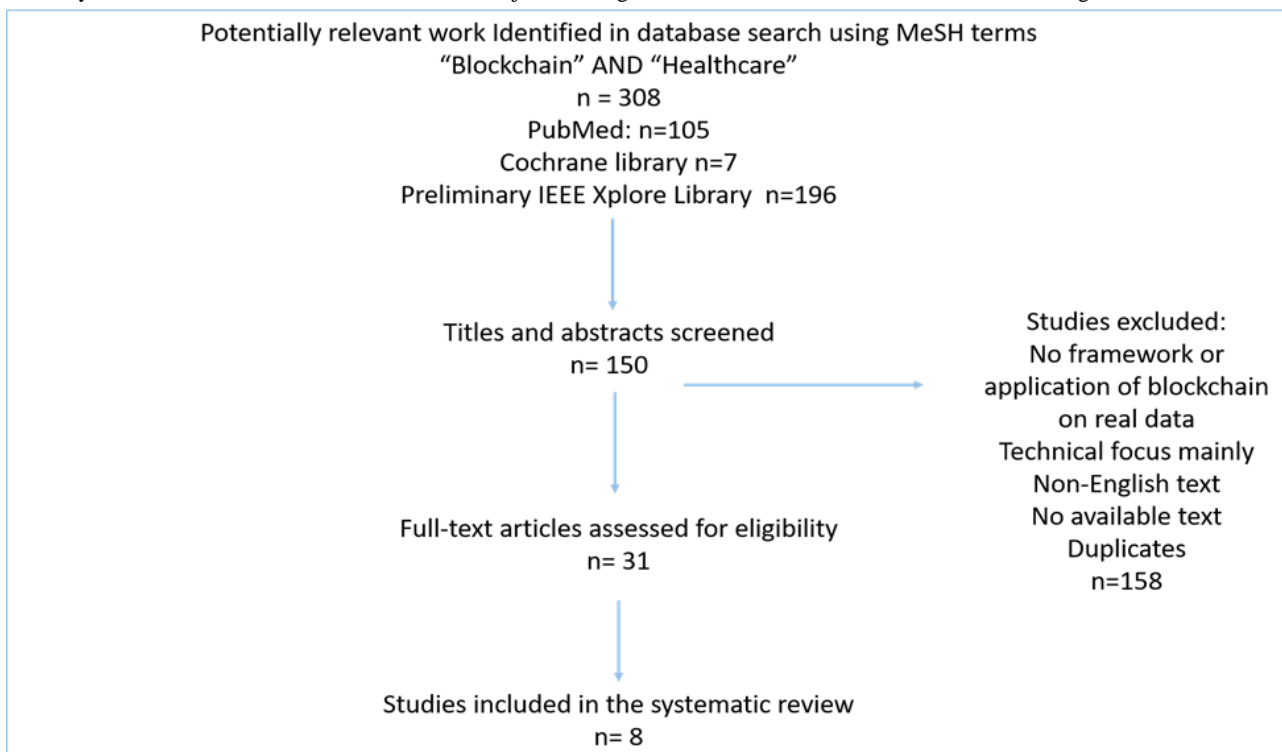 Potentially relevant work Identified in database search using MeSH terms
“Blockchain” AND “Healthcare”
n = 308
PubMed: n=105
Cochrane library n=7
Preliminary IEEE Xplore Library n=196
Titles and abstracts screened
n= 150
Studies excluded:
No framework or
application of blockchain
on real data
Technical focus mainly
Non-English text
No available text
Duplicates
n=158
Full-text articles assessed for eligibility
n= 31
Studies included in the systematic review
n= 8